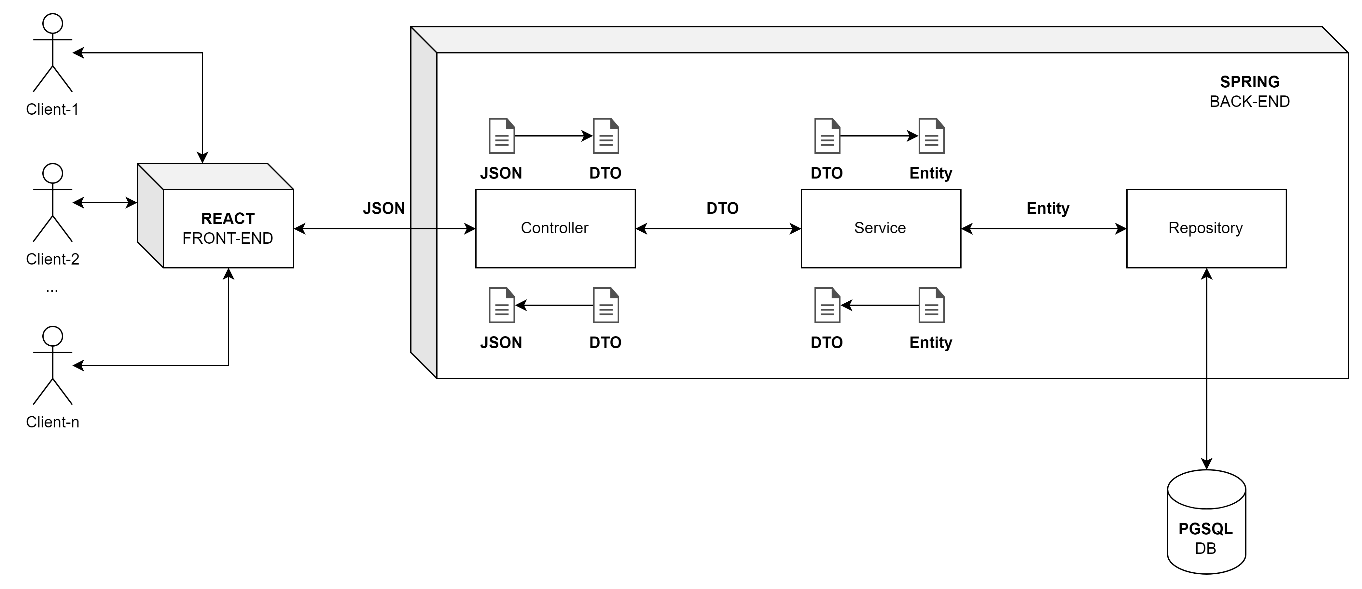 Client-1
SPRING
BACK-END
JSON
DTO
DTO
Entity
REACT
FRONT-END
JSON
Controller
DTO
Service
Entity
Repository
Client-2
...
JSON
DTO
DTO
Entity
Client-n
PGSQL
DB